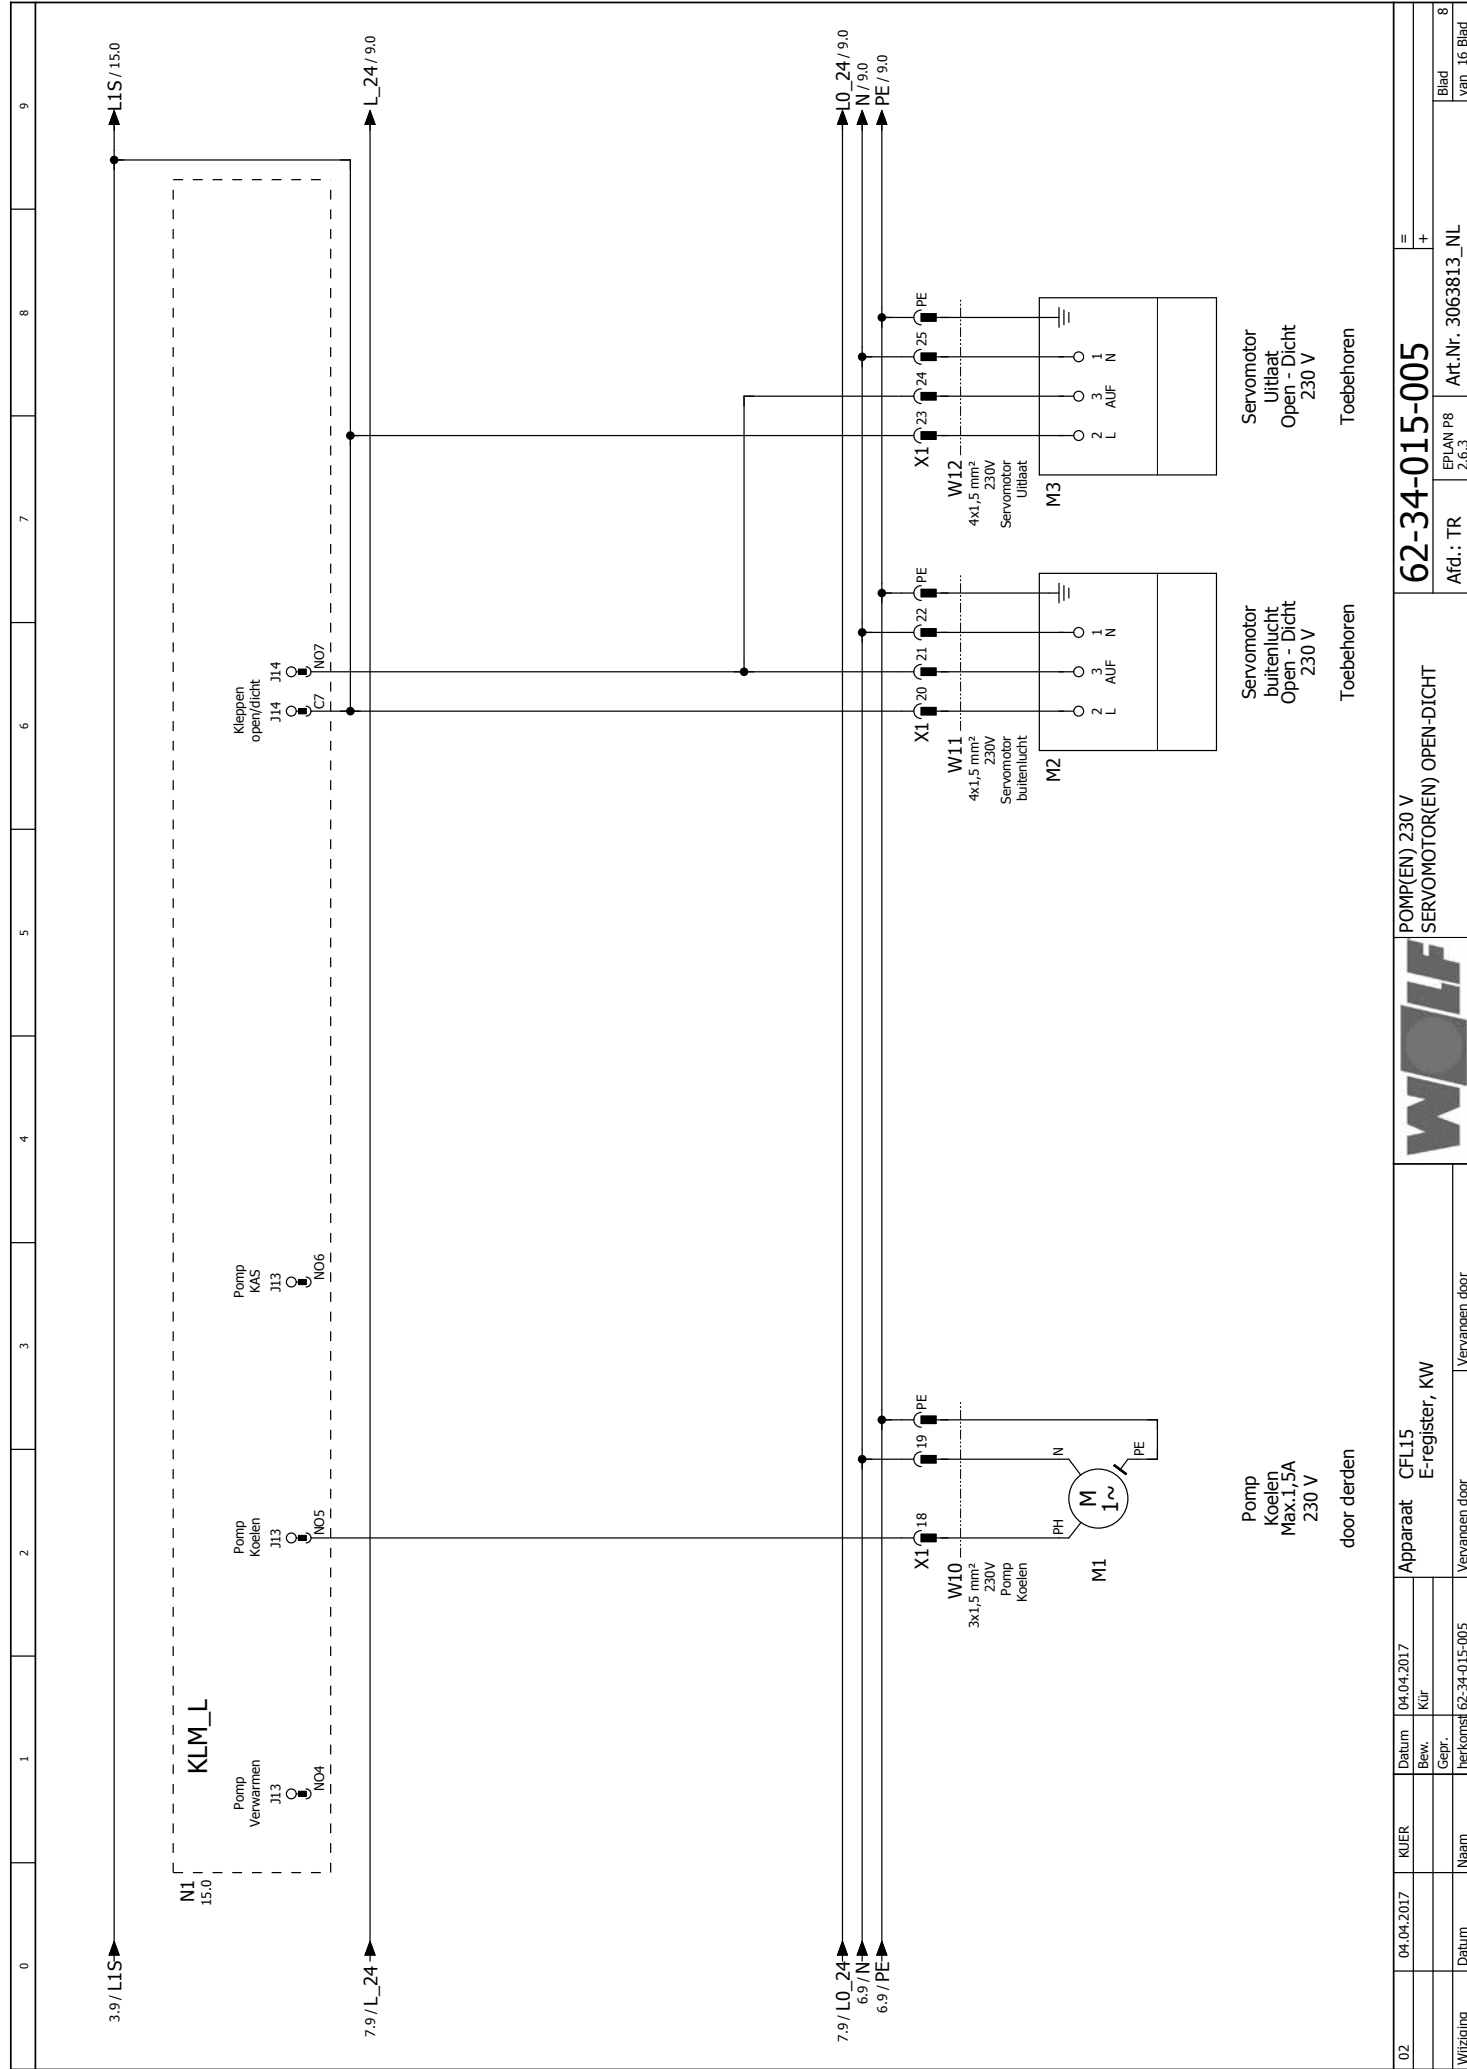 0
1
2
3
4
5
6
7
8
9
3.9 / L1S
L1S / 15.0
7.9 / L_24
L_24 / 9.0
7.9 / L0_24
L0_24 / 9.0
6.9 / N
N / 9.0
6.9 / PE
PE / 9.0
N1
15.0
KLM_L
Pomp
Verwarmen
J13
NO4
Pomp
Koelen
J13
NO5
Pomp
KAS
J13
NO6
Kleppen
open/dicht
J14
C7
J14
NO7
X1
18
19
PE
W10
3x1,5 mm²
230V
Pomp
Koelen
PH
N
M
1~
PE
M1
Pomp
Koelen
Max.1,5A
230 V
door derden
X1
20
21
22
PE
W11
4x1,5 mm²
230V
Servomotor
buitenlucht
M2
2
L
3
AUF
1
N
Servomotor
buitenlucht
Open - Dicht
230 V
Toebehoren
X1
23
24
25
PE
W12
4x1,5 mm²
230V
Servomotor
Uitlaat
M3
2
L
3
AUF
1
N
Servomotor
Uitlaat
Open - Dicht
230 V
Toebehoren
02
04.04.2017
KUER
Datum
04.04.2017
Bew.
Kür
Gepr.
Wijziging
Datum
Naam
herkomst
62-34-015-005
Apparaat
CFL15
E-register, KW
Vervangen door
Vervangen door
WOLF
POMP(EN) 230 V
SERVOMOTOR(EN) OPEN-DICHT
62-34-015-005
=
+
Afd.: TR
EPLAN P8
2.6.3
Art.Nr. 3063813_NL
Blad
8
van 16 Blad